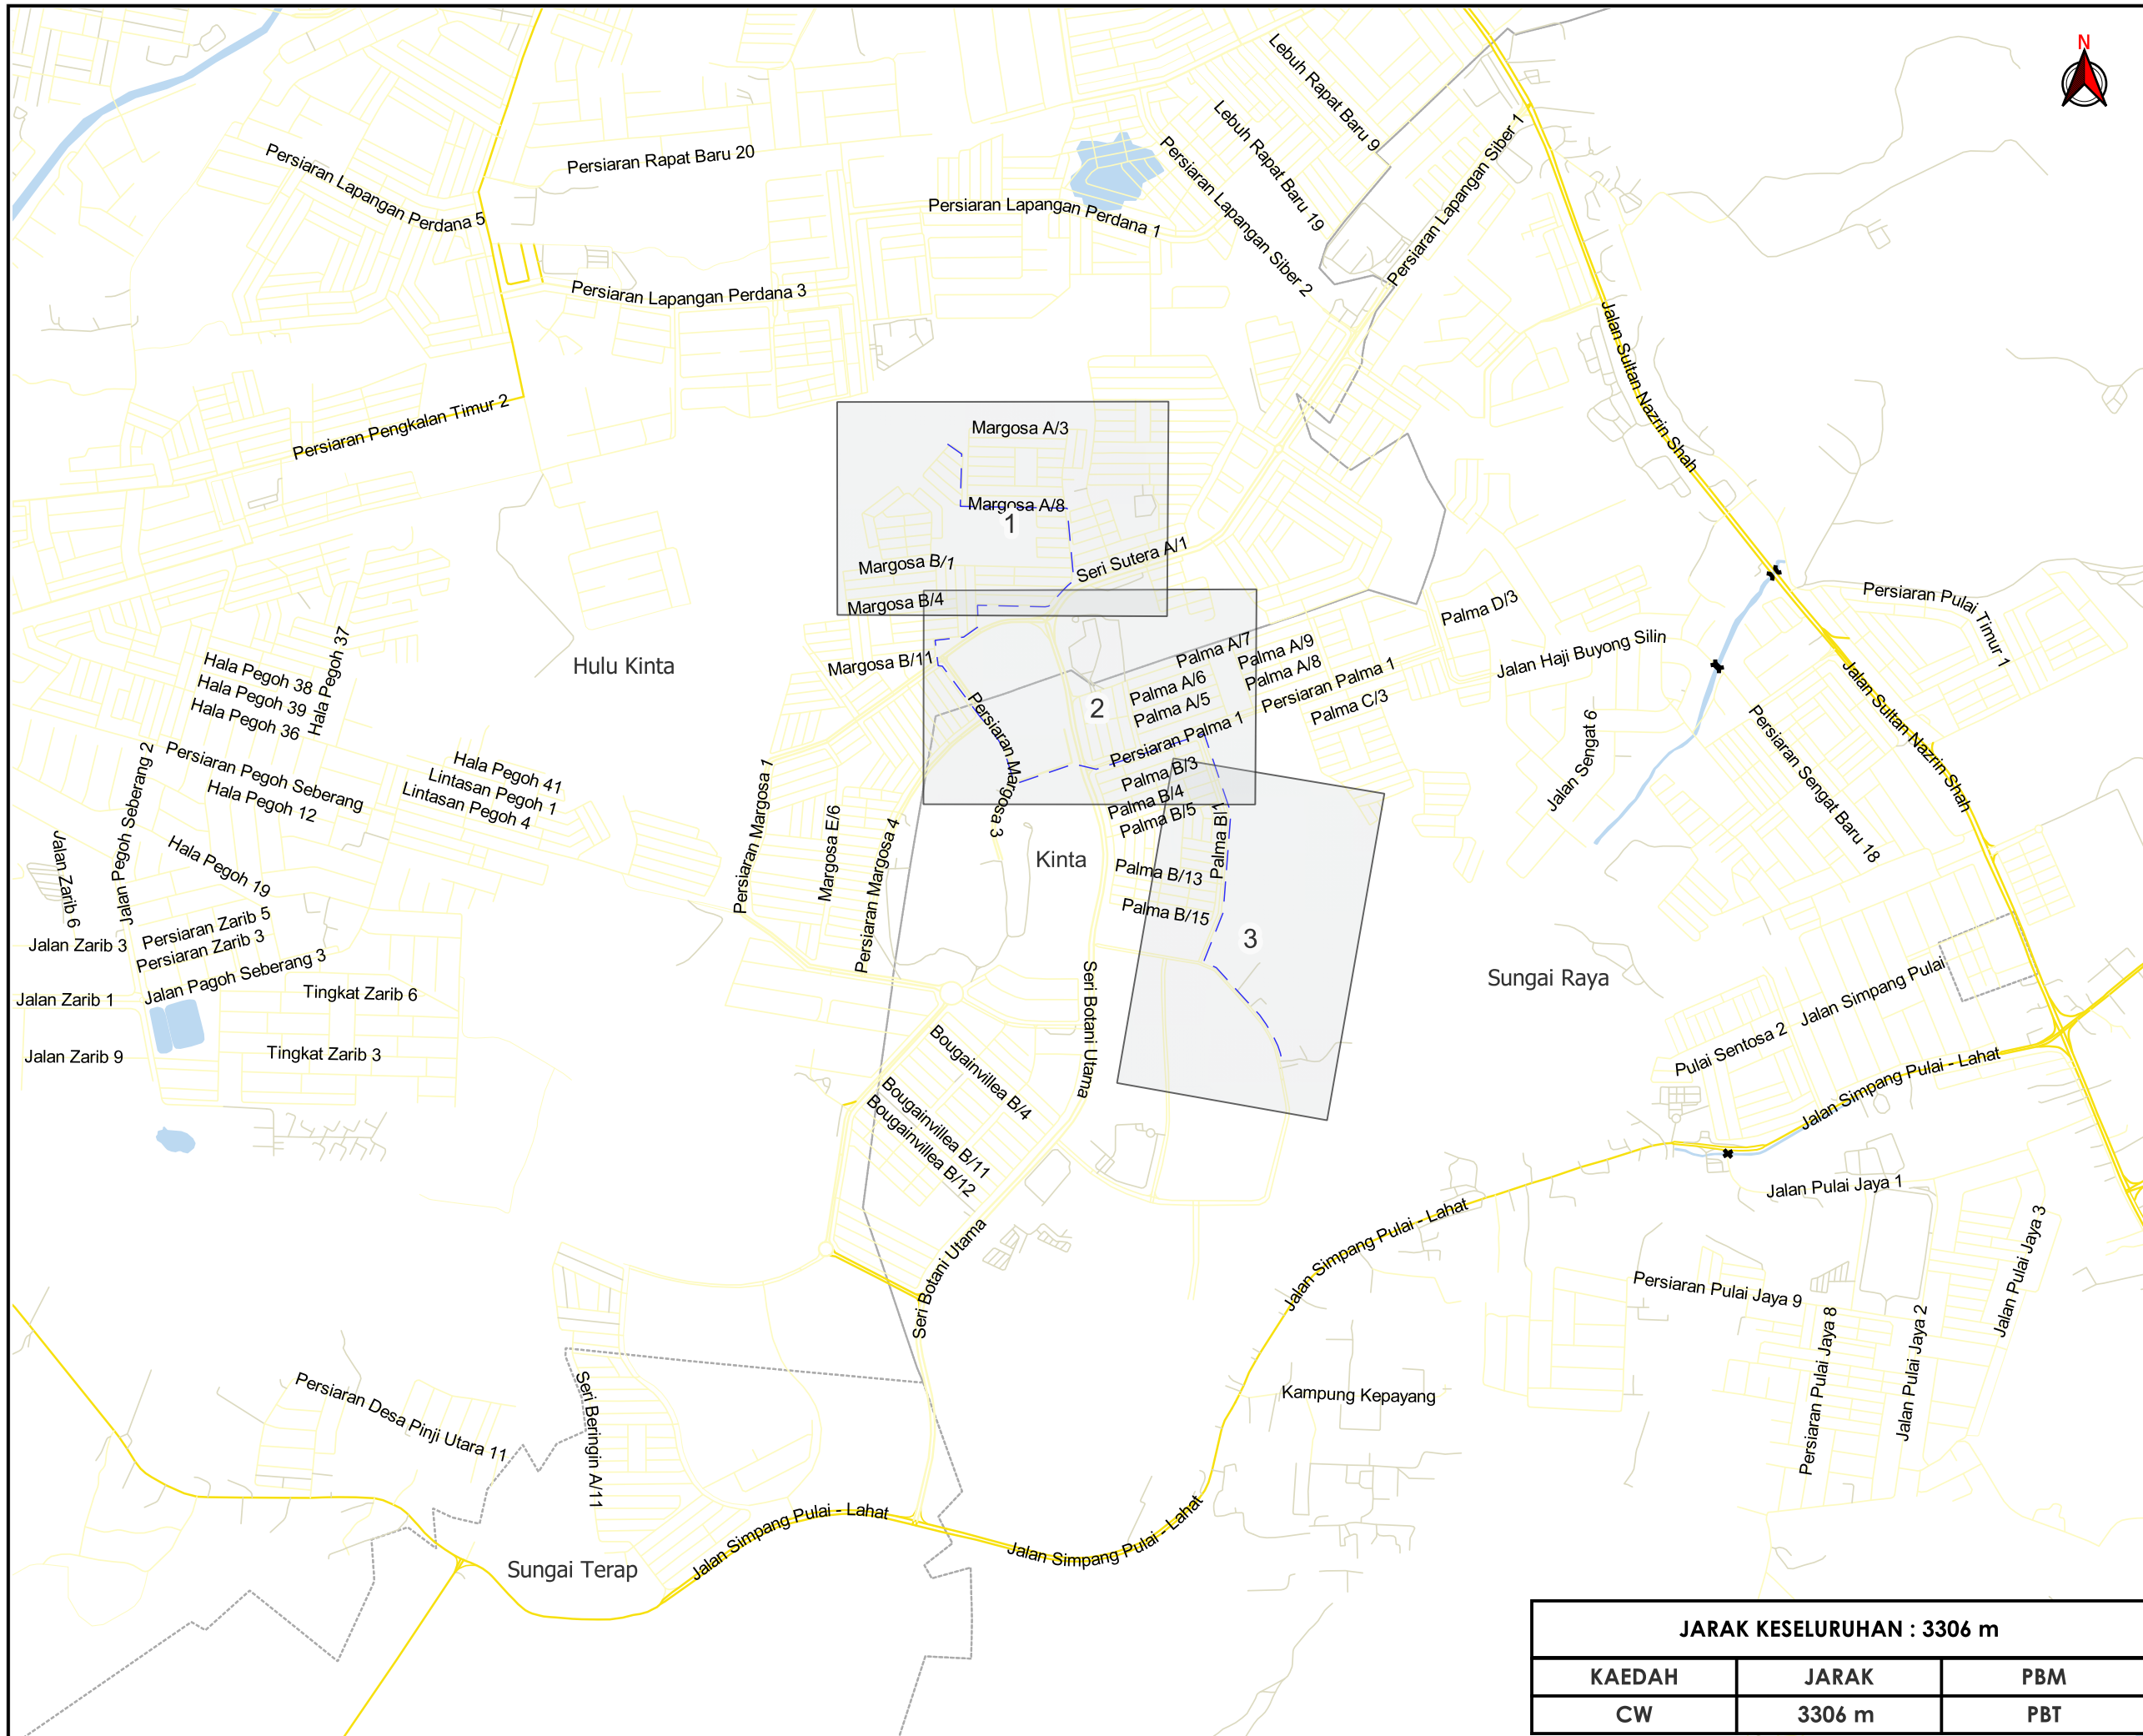 N
Lebuh Rapat Baru 9
Lebuh Rapat Baru 19
Persiaran Lapangan Siber 1
Persiaran Rapat Baru 20
Persiaran Lapangan Perdana 5
Persiaran Lapangan Perdana 1
Persiaran Lapangan Siber 2
Persiaran Lapangan Perdana 3
Jalan Sultan Nazrin Shah
Persiaran Pengkalan Timur 2
Margosa A/3
Margosa A/8
1
Margosa B/1
Seri Sutera A/1
Margosa B/4
Persiaran Pulai Timur 1
Palma D/3
Hala Pegoh 37
Hala Pegoh 38
Hala Pegoh 39
Hala Pegoh 36
Hulu Kinta
Margosa B/11
Palma A/7
Palma A/9
Palma A/8
Palma A/6
Palma A/5
Persiaran Palma 1
Palma C/3
Jalan Haji Buyong Silin
2
Persiaran Palma 1
Persiaran Margosa 3
Jalan Sultan Nazrin Shah
Persiaran Sengat Baru 18
Jalan Sengat 6
Jalan Pegoh Seberang 2
Persiaran Pegoh Seberang
Hala Pegoh 12
Hala Pegoh 41
Lintasan Pegoh 1
Lintasan Pegoh 4
Persiaran Margosa 1
Margosa E/6
Persiaran Margosa 4
Palma B/3
Palma B/4
Palma B/5
Palma B/1
Kinta
Palma B/13
Palma B/15
3
Jalan Zarib 6
Hala Pegoh 19
Persiaran Zarib 5
Persiaran Zarib 3
Jalan Zarib 3
Jalan Pagoh Seberang 3
Jalan Zarib 1
Tingkat Zarib 6
Jalan Zarib 9
Tingkat Zarib 3
Sungai Raya
Jalan Simpang Pulai
Pulai Sentosa 2
Jalan Simpang Pulai - Lahat
Seri Botani Utama
Bougainvillea B/4
Bougainvillea B/11
Bougainvillea B/12
Jalan Pulai Jaya 1
Jalan Pulai Jaya 3
Jalan Simpang Pulai - Lahat
Seri Botani Utama
Persiaran Pulai Jaya 9
Persiaran Pulai Jaya 8
Jalan Pulai Jaya 2
Kampung Kepayang
Persiaran Desa Pinji Utara 11
Seri Beringin A/11
Jalan Simpang Pulai - Lahat
Jalan Simpang Pulai - Lahat
Sungai Terap
JARAK KESELURUHAN : 3306 m
KAEDAH JARAK PBM
CW 3306 m PBT